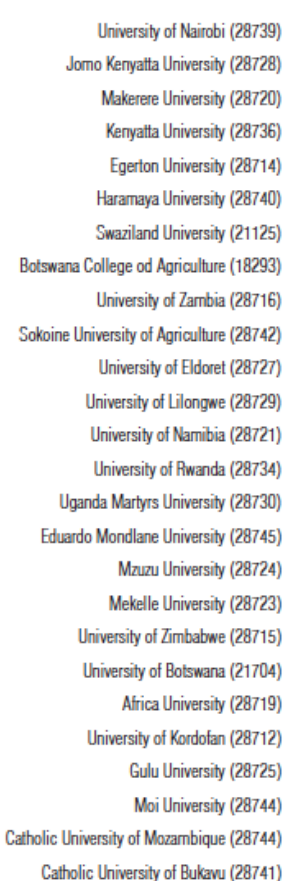 University of Nairobi (28739)
Jomo Kenyatta University (28728)
Makerere University (28720)
Kenyatta University (28736)
Egerton University (28714)
Haramaya University (28740)
Swaziland University (21125)
Botswana College od Agriculture (18293)
University of Zambia (28716)
Sokoine University of Agriculture (28742)
University of Eldoret (28727)
University of Lilongwe (28729)
University of Namibia (28721)
University of Rwanda (28734)
Uganda Martyrs University (28730)
Eduardo Mondlane University (28745)
Mzuzu University (28724)
Mekelle University (28723)
University of Zimbabwe (28715)
University of Botswana (21704)
Africa University (28719)
University of Kordofan (28712)
Gulu University (28725)
Moi University (28744)
Catholic University of Mozambique (28744)
Catholic University of Bukavu (28741)